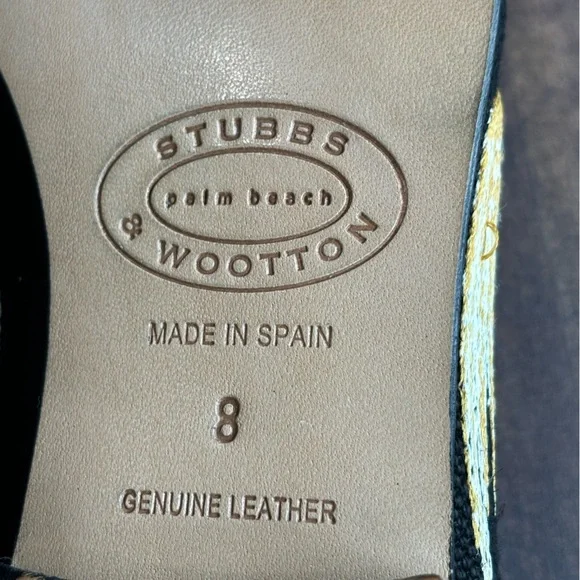 STUBBS
palm beach
& WOOTTON
MADE IN SPAIN
8
GENUINE LEATHER